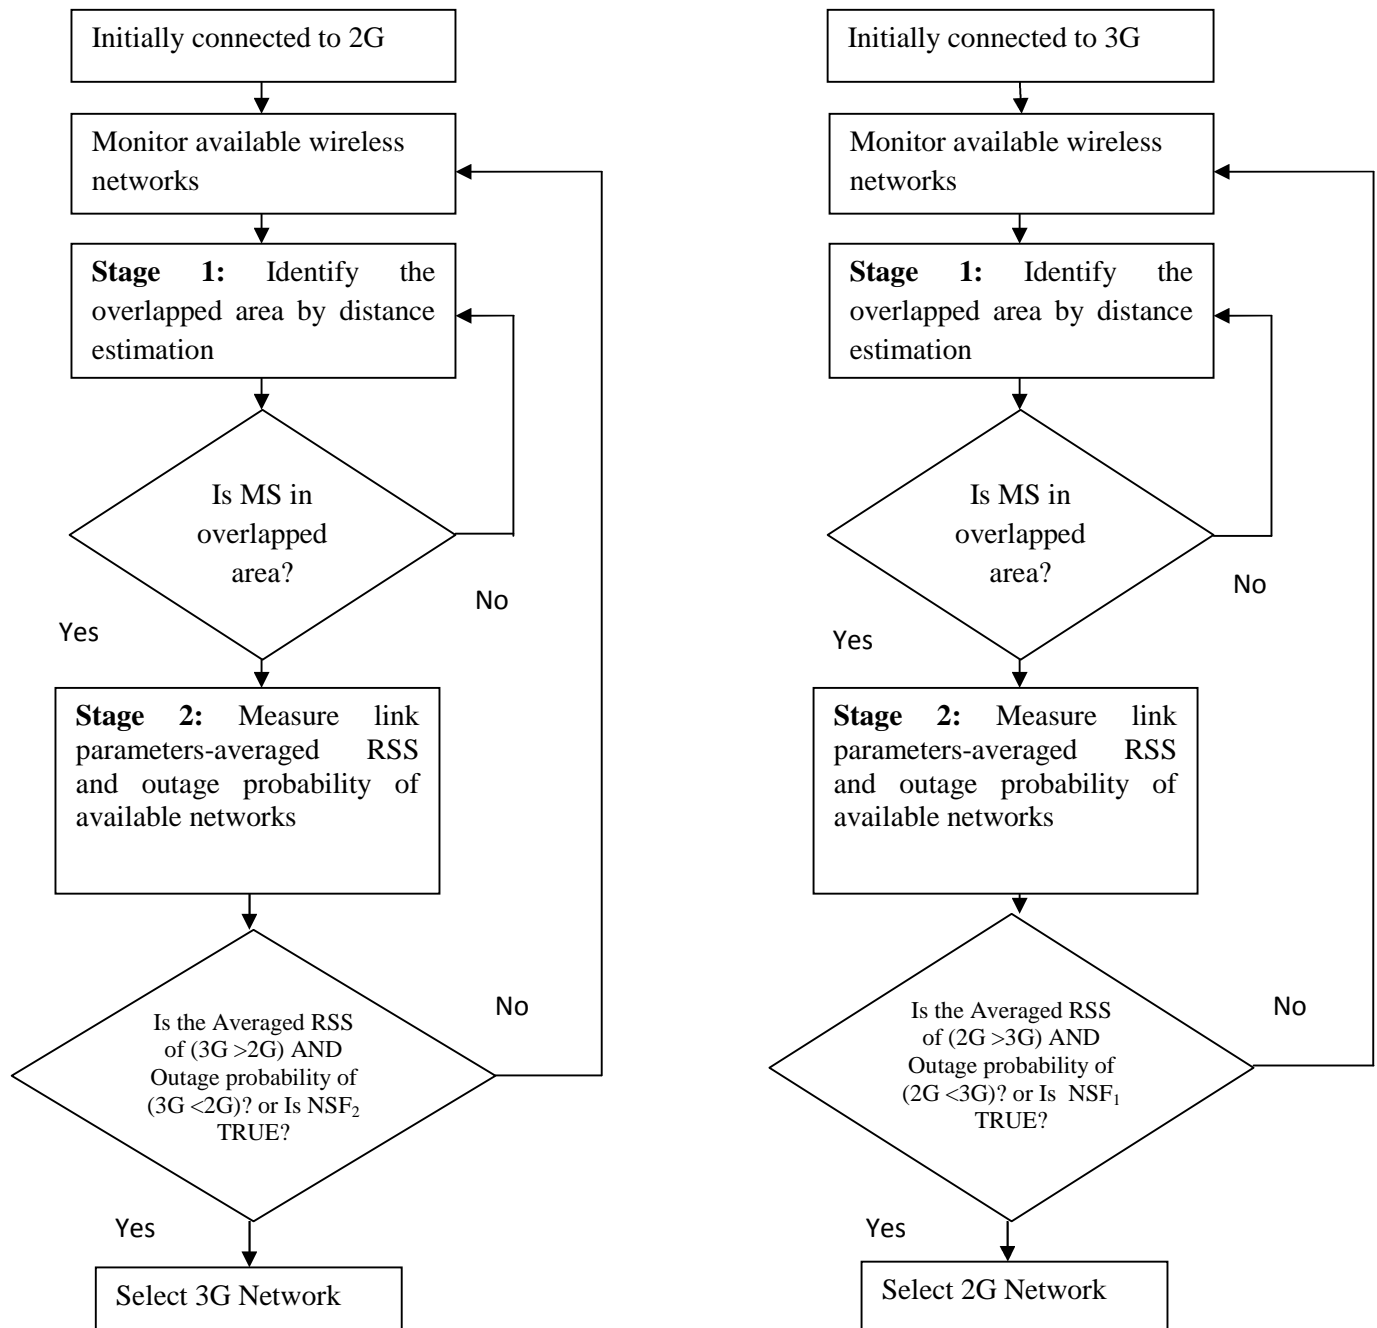 Initially connected to 2G
Monitor available wireless
networks
Stage 1: Identify the
overlapped area by distance
estimation
Is MS in
overlapped
area?
No
Yes
Stage 2: Measure link
parameters-averaged RSS
and outage probability of
available networks
Is the Averaged RSS
of (3G >2G) AND
Outage probability of
(3G <2G)? or Is NSF₂
TRUE?
No
Yes
Select 3G Network
Initially connected to 3G
Monitor available wireless
networks
Stage 1: Identify the
overlapped area by distance
estimation
Is MS in
overlapped
area?
No
Yes
Stage 2: Measure link
parameters-averaged RSS
and outage probability of
available networks
Is the Averaged RSS
of (2G >3G) AND
Outage probability of
(2G <3G)? or Is NSF₁
TRUE?
No
Yes
Select 2G Network